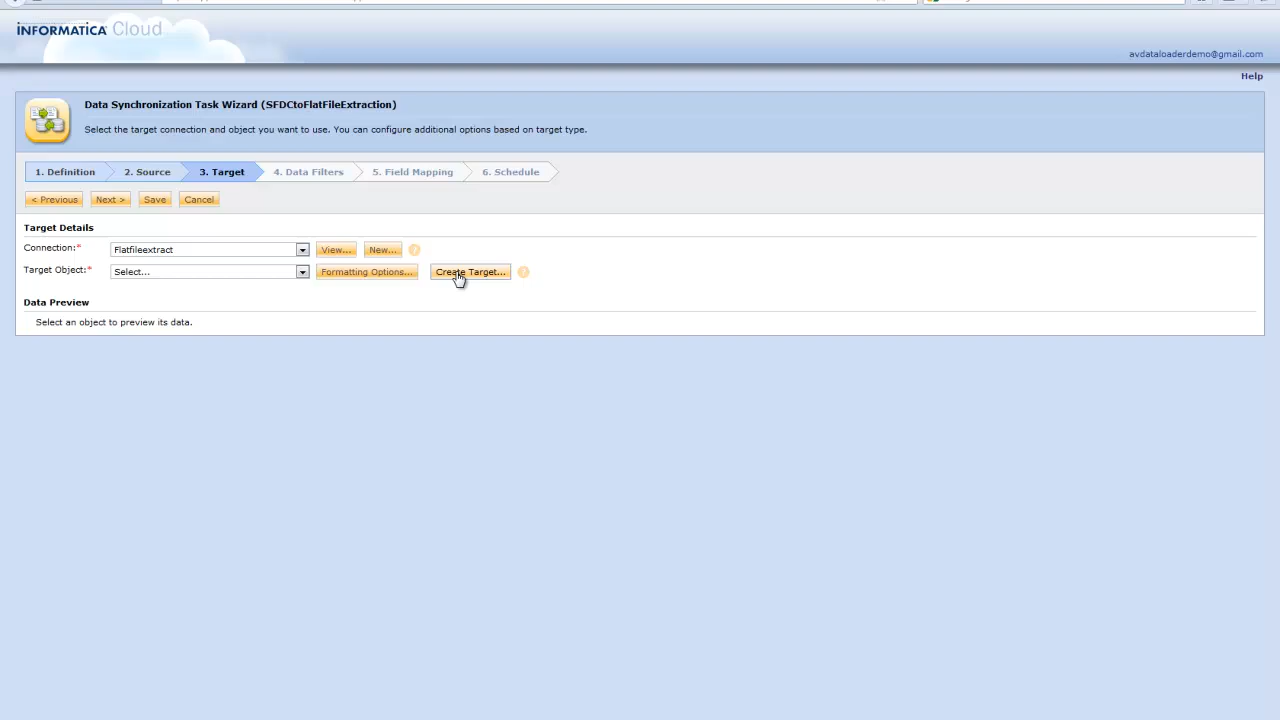 INFORMATICA Cloud
avdataloaderdemo@gmail.com
Help
Data Synchronization Task Wizard (SFDCtoFlatFileExtraction)
Select the target connection and object you want to use. You can configure additional options based on target type.
1. Definition 2. Source 3. Target 4. Data Filters 5. Field Mapping 6. Schedule
< Previous Next > Save Cancel
Target Details
Connection:* Flatfileextract View... New... ?
Target Object:* Select... Formatting Options... Create Target... ?
Data Preview
Select an object to preview its data.